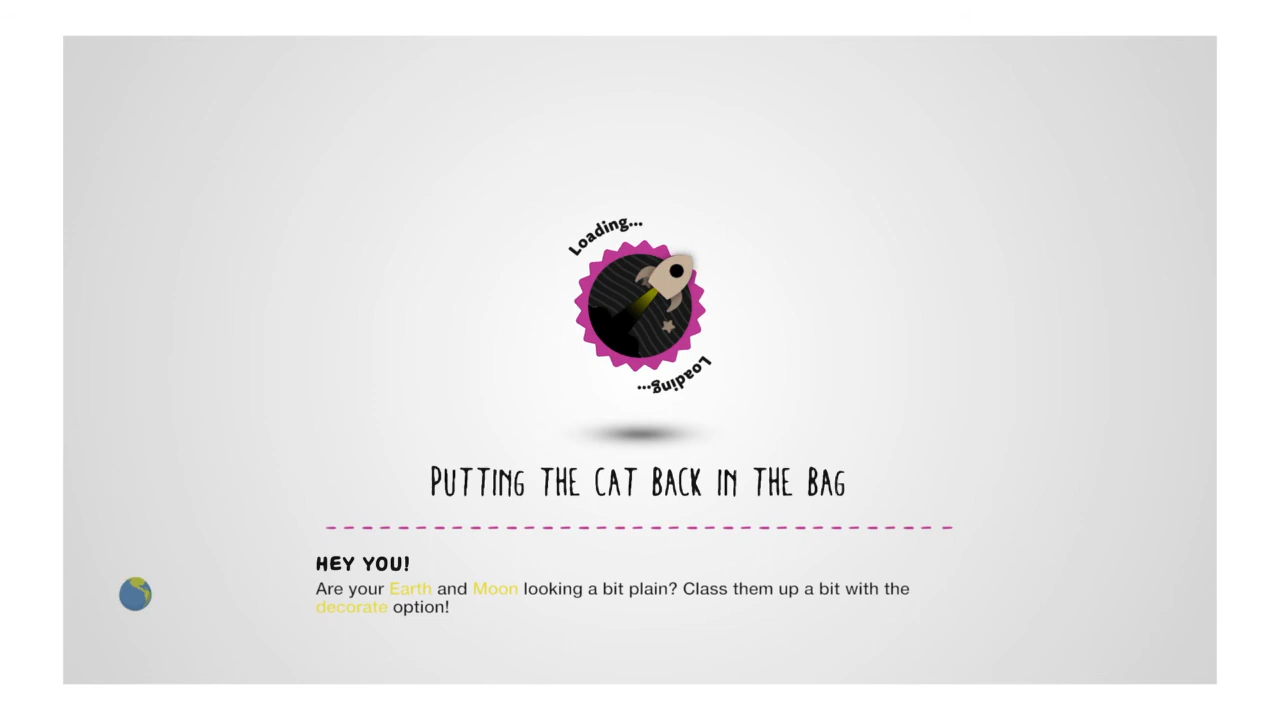 Loading...
Loading...
PUTTING THE CAT BACK IN THE BAG
HEY YOU!
Are your Earth and Moon looking a bit plain? Class them up a bit with the
decorate option!